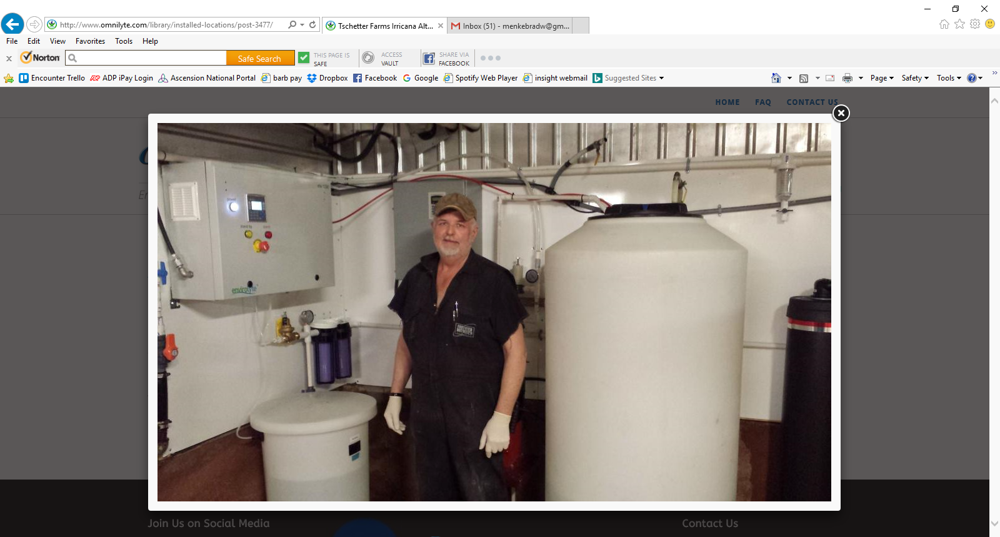 http://www.omnilyte.com/library/installed-locations/post-3477/
Tschetter Farms Irricana Alt...
Inbox (51) - menkebradw@gm...
File Edit View Favorites Tools Help
Norton
Safe Search
THIS PAGE IS
SAFE
ACCESS
VAULT
SHARE VIA
FACEBOOK
Encounter Trello ADP iPay Login Ascension National Portal barb pay Dropbox Facebook Google Spotify Web Player insight webmail Suggested Sites Page Safety Tools
HOME FAQ CONTACT US
envirolyte
Join Us on Social Media
Contact Us